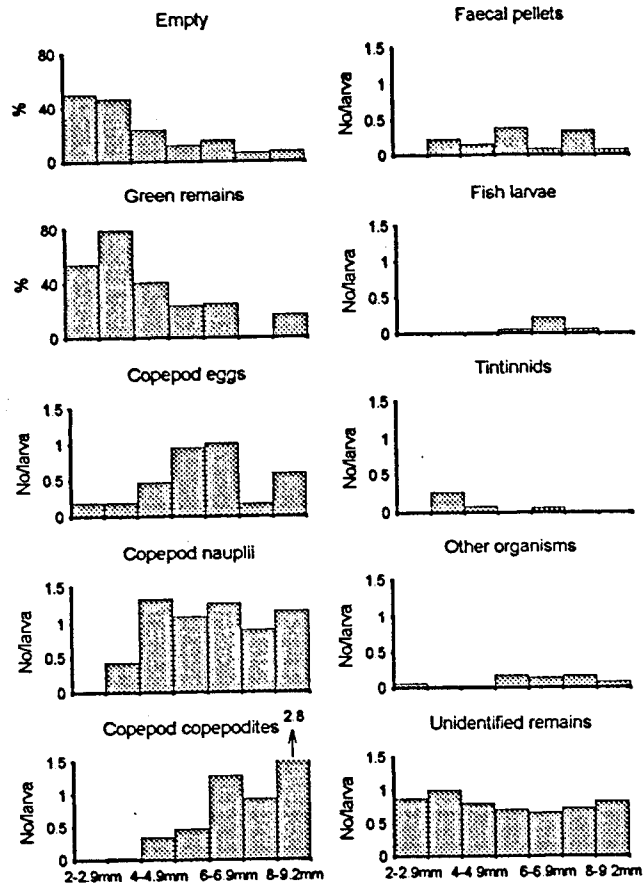 Empty
80
40
0
%
Green remains
80
40
0
%
Copepod eggs
1.5
1
0.5
0
No/larva
Copepod nauplii
1.5
1
0.5
0
No/larva
Copepod copepodites
2.8
1.5
1
0.5
0
No/larva
2-2.9mm 4-4.9mm 6-6.9mm 8-9.2mm
Faecal pellets
1.5
1
0.5
0
No/larva
Fish larvae
1.5
1
0.5
0
No/larva
Tintinnids
1.5
1
0.5
0
No/larva
Other organisms
1.5
1
0.5
0
No/larva
Unidentified remains
1.5
1
0.5
0
No/larva
2-2.9mm 4-4.9mm 6-6.9mm 8-9.2mm